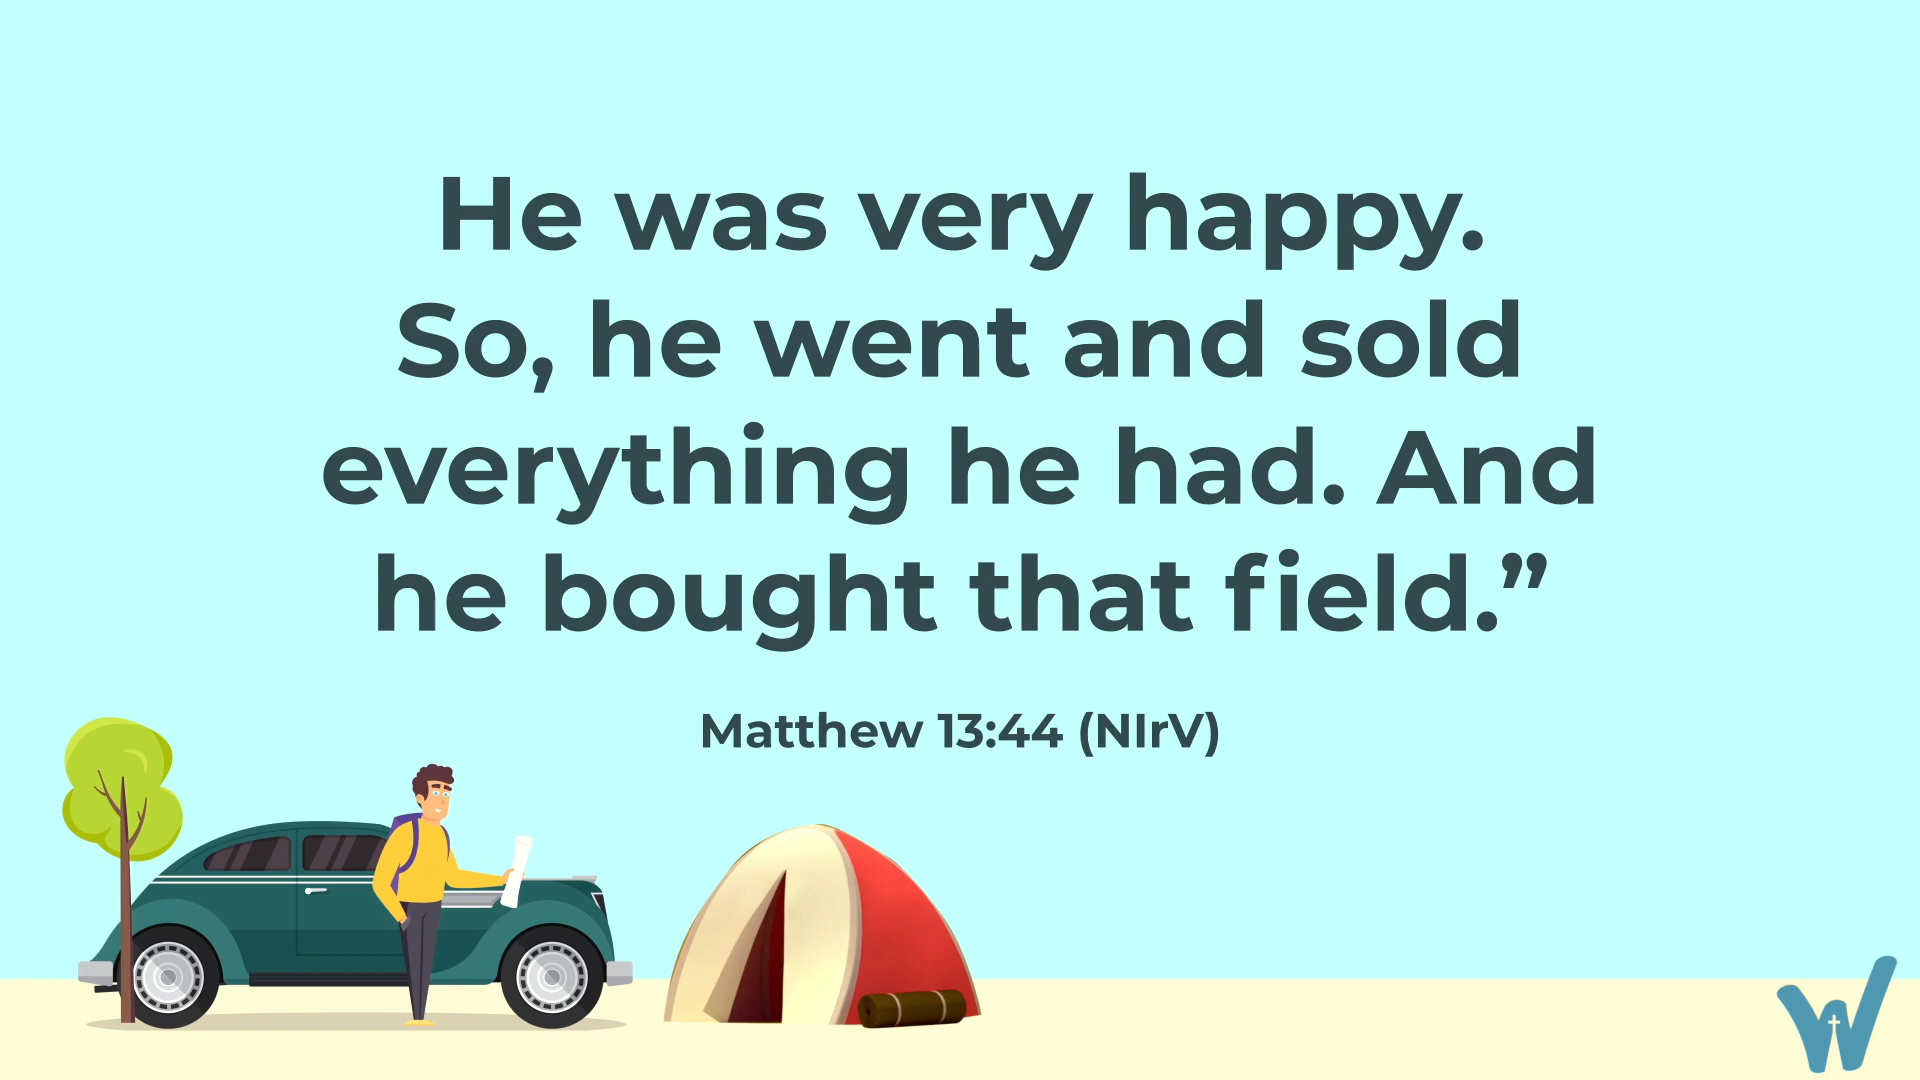 He was very happy.
So, he went and sold
everything he had. And
he bought that field.”
Matthew 13:44 (NIrV)
W